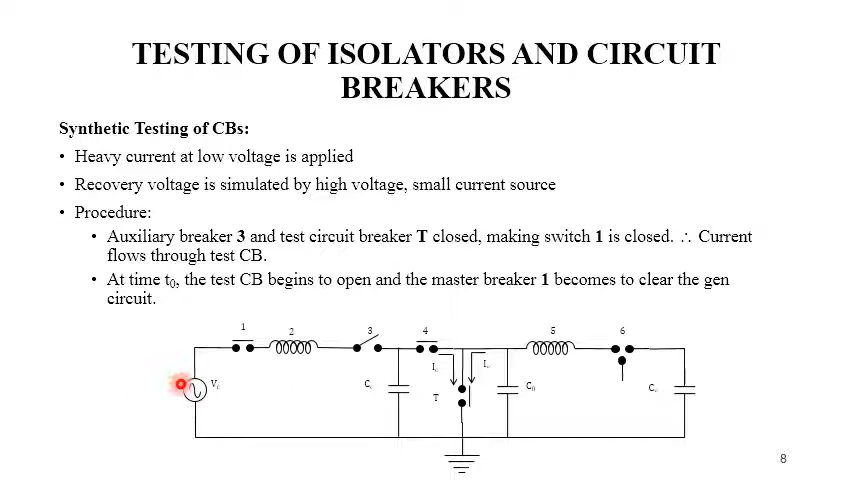 TESTING OF ISOLATORS AND CIRCUIT
BREAKERS
Synthetic Testing of CBs:
• Heavy current at low voltage is applied
• Recovery voltage is simulated by high voltage, small current source
• Procedure:
• Auxiliary breaker 3 and test circuit breaker T closed, making switch 1 is closed. ∴ Current
flows through test CB.
• At time t0, the test CB begins to open and the master breaker 1 becomes to clear the gen
circuit.
1 2 3 4 5 6
T C0
8